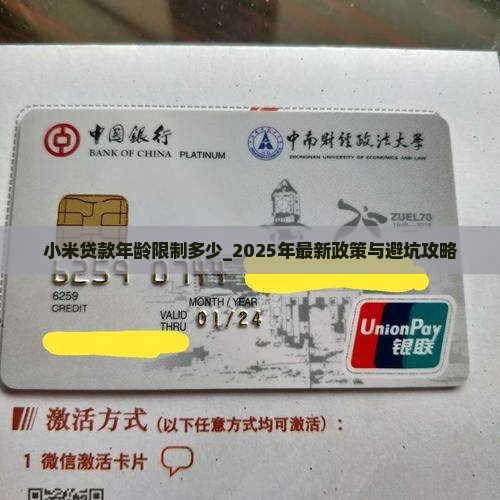 中国銀行
BANK OF CHINA PLATINUM
中南财经政法大学
ZHONGNAN UNIVERSITY OF ECONOMICS AND LAW
ZUEL70
小米贷款年龄限制多少_2025年最新政策与避坑攻略
6259 0744
6259
CREDIT
MONTH/YEAR
VALID THRU 01/24
UnionPay
银联
激活方式 (以下任意方式均可激活):
1 微信激活卡片